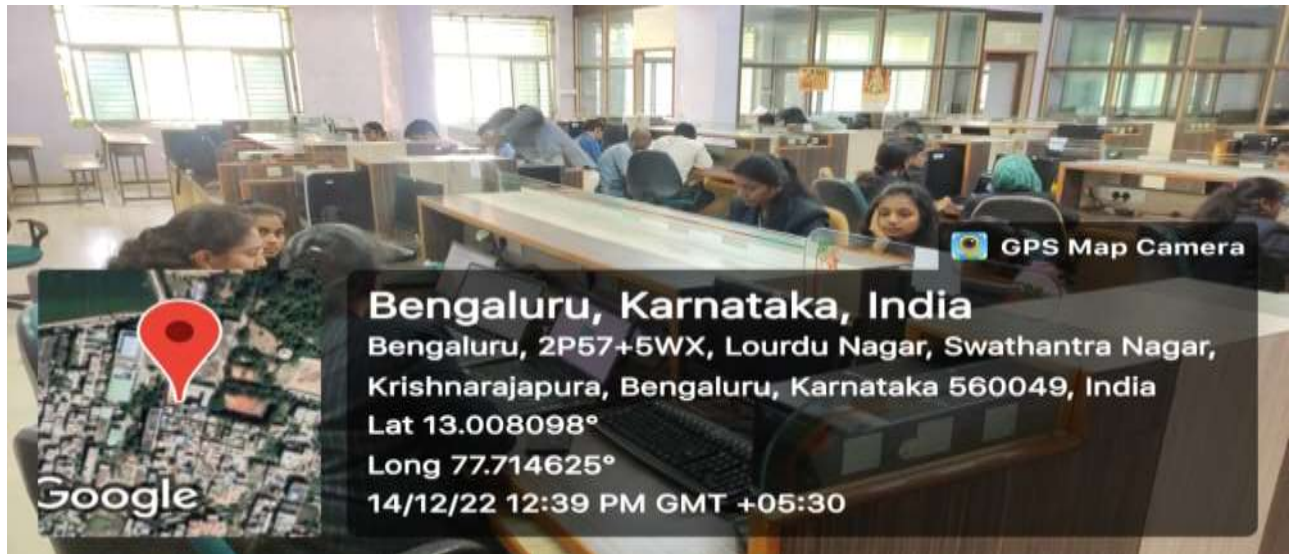 GPS Map Camera
Bengaluru, Karnataka, India
Bengaluru, 2P57+5WX, Lourdu Nagar, Swathantra Nagar,
Krishnarajapura, Bengaluru, Karnataka 560049, India
Lat 13.008098°
Long 77.714625°
14/12/22 12:39 PM GMT +05:30
Google